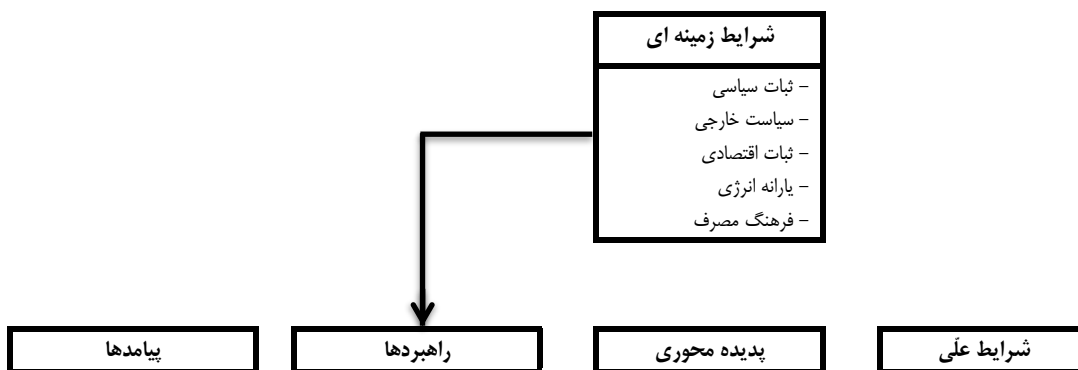 شرایط زمینه ای
- ثبات سیاسی
- سیاست خارجی
- ثبات اقتصادی
- یارانه انرژی
- فرهنگ مصرف
شرایط علّی
پدیده محوری
راهبردها
پیامدها